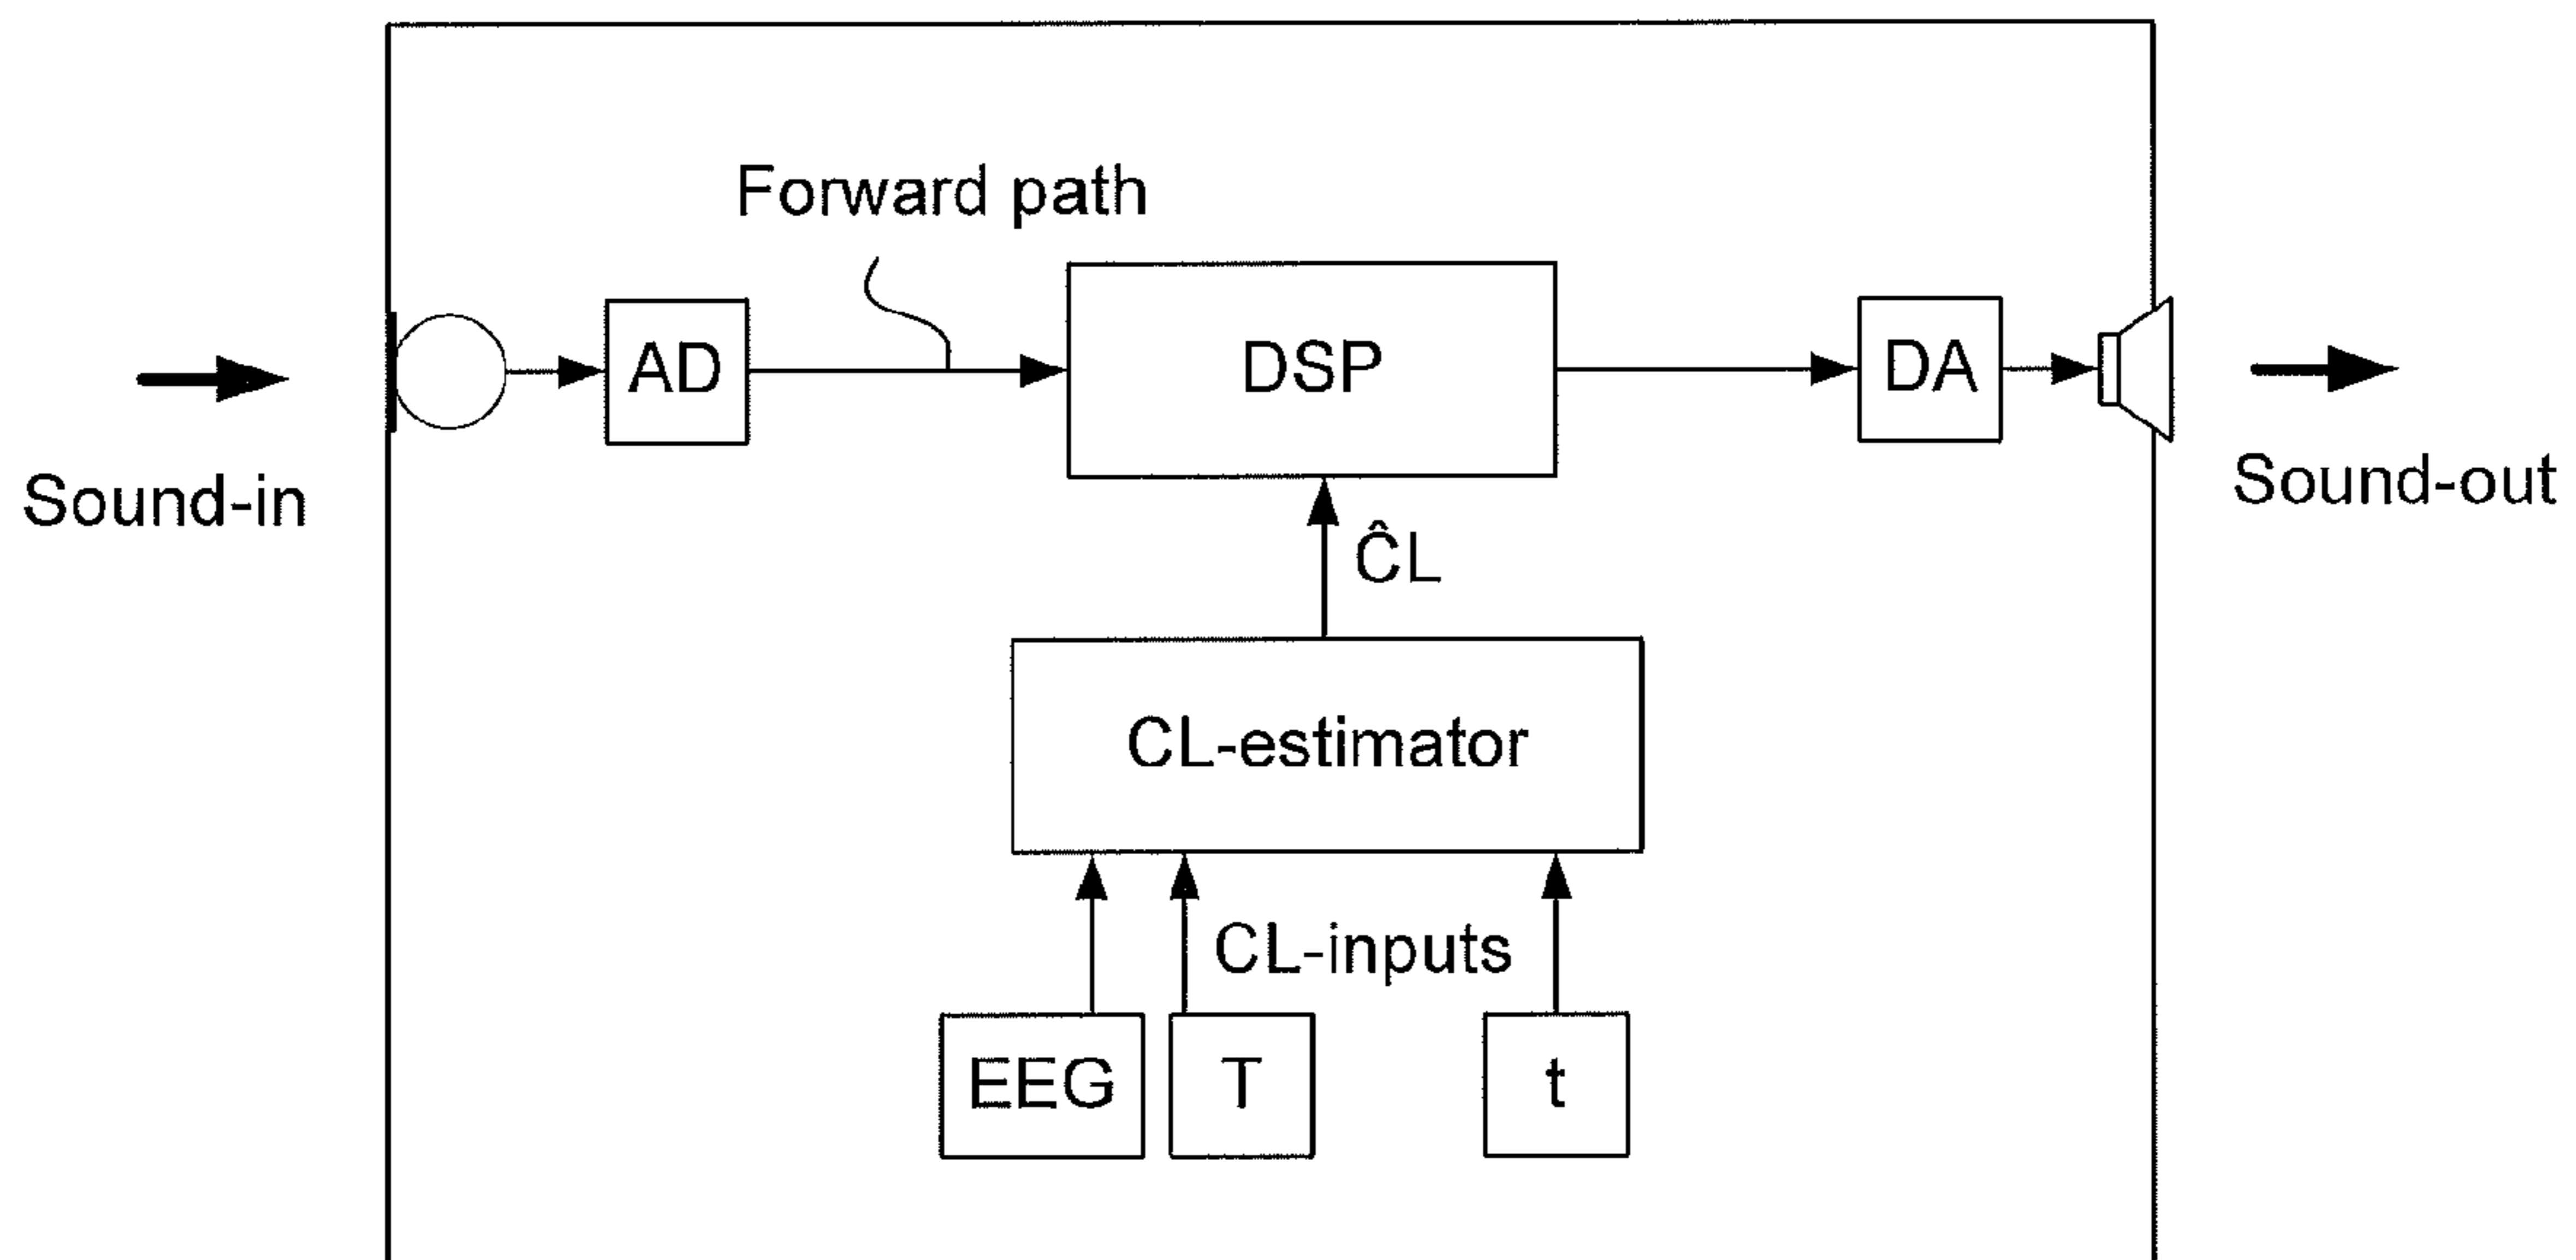 Forward path
AD
DSP
DA
Sound-in
Sound-out
ĈL
CL-estimator
CL-inputs
EEG
T
t